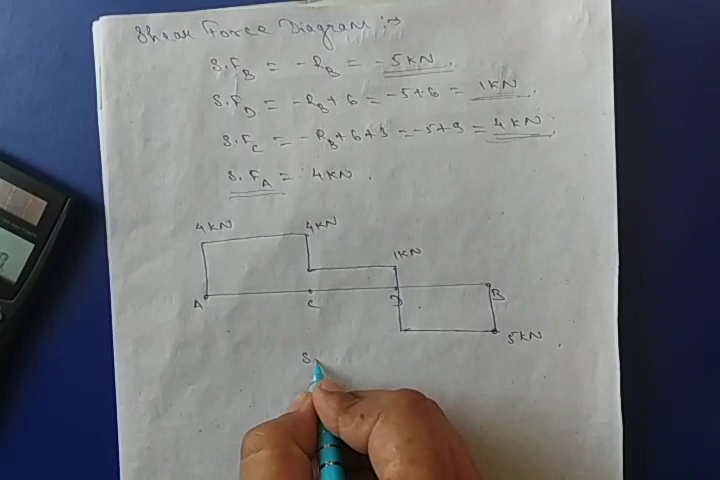 Shear Force Diagram :→
S.F_B = -R_B = -5KN.
S.F_D = -R_B+6 = -5+6 = 1KN.
S.F_C = -R_B+6+3 = -5+9 = 4KN.
S.F_A = 4KN.
4KN 4KN
1KN
A C D B
5KN.
S